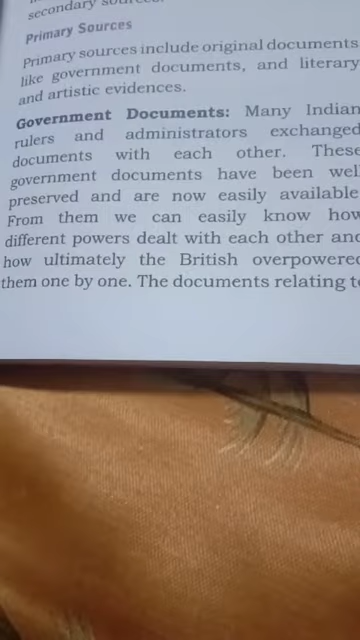 secondary
Primary Sources
Primary sources include original documents
like government documents, and literary
and artistic evidences.
Government Documents: Many Indian
rulers and administrators exchanged
documents with each other. These
government documents have been wel
preserved and are now easily available
From them we can easily know how
different powers dealt with each other and
how ultimately the British overpowered
them one by one. The documents relating t